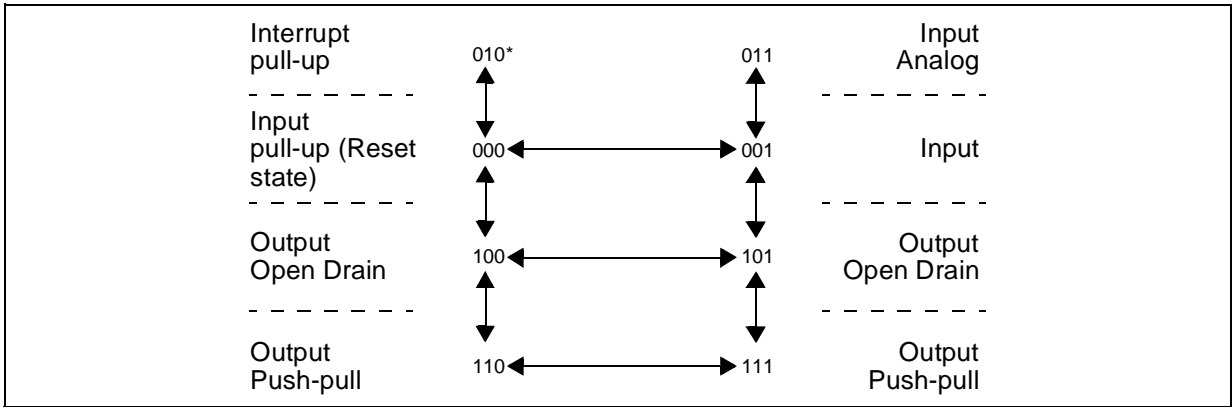 Interrupt
pull-up
010*
011
Input
Analog
Input
pull-up (Reset
state)
000
001
Input
Output
Open Drain
100
101
Output
Open Drain
Output
Push-pull
110
111
Output
Push-pull